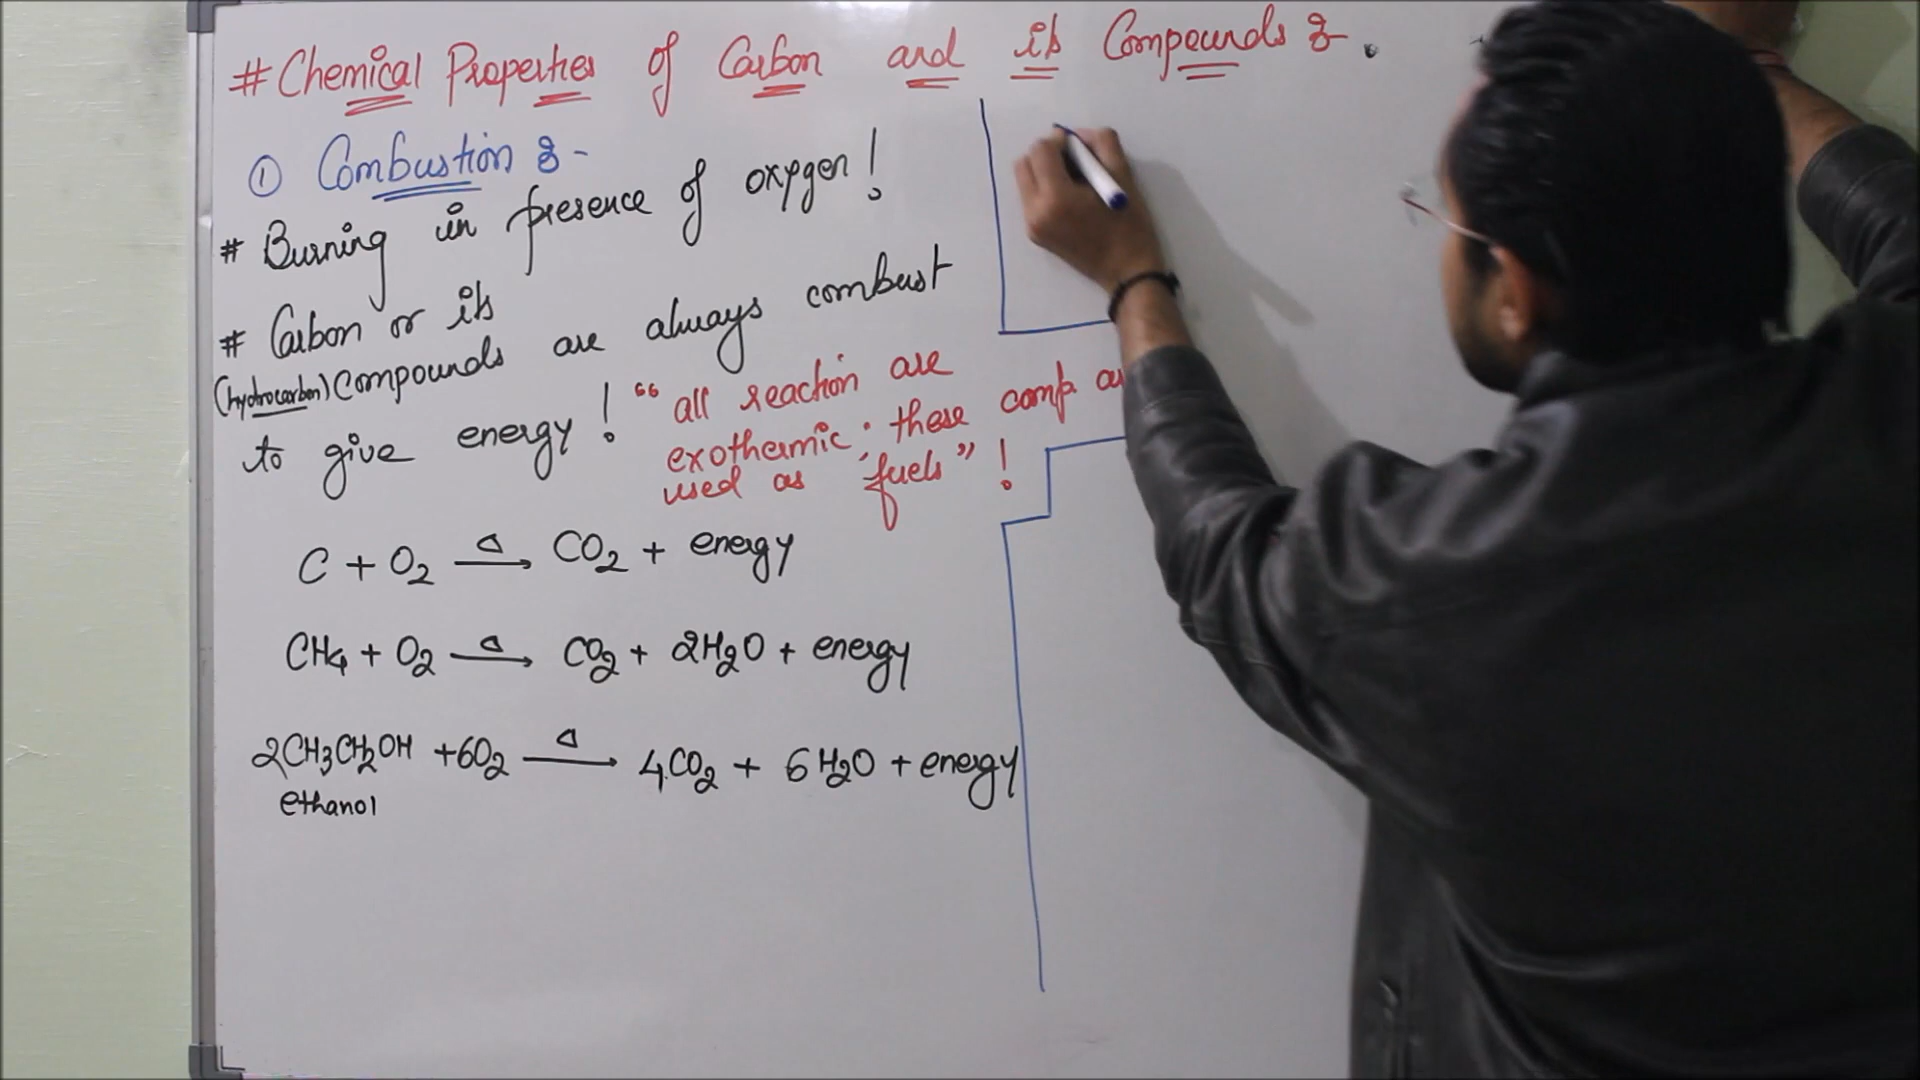 # Chemical Properties of Carbon and its Compounds :-
① Combustion :-
# Burning in presence of oxygen!
# Carbon or its
(hydrocarbon) compounds are always combust
to give energy! "all reaction are
exothermic; these comp.
used as fuels"!
C + O2 —Δ→ CO2 + energy
CH4 + O2 —Δ→ CO2 + 2H2O + energy
2CH3CH2OH + 6O2 —Δ→ 4CO2 + 6H2O + energy
ethanol